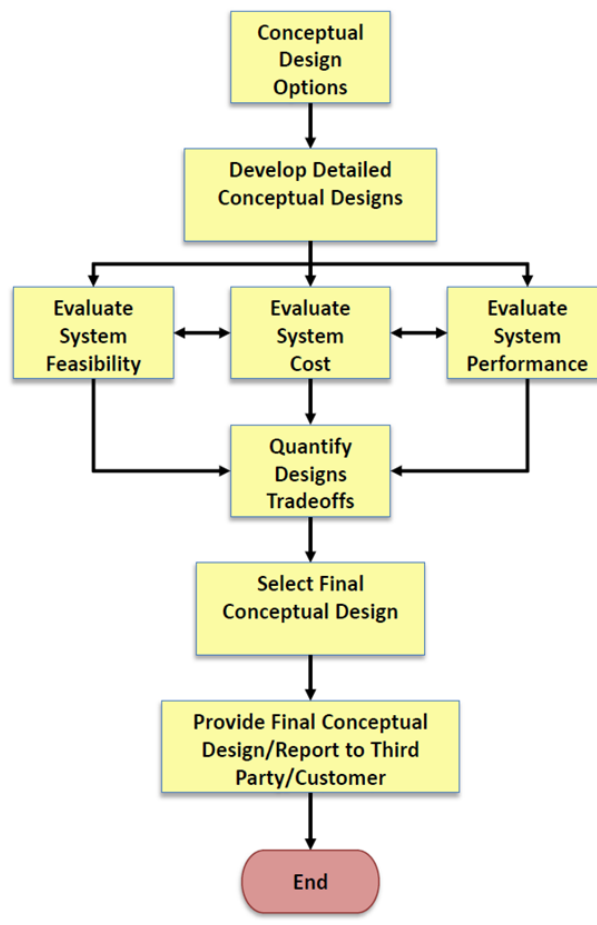 Conceptual
Design
Options
Develop Detailed
Conceptual Designs
Evaluate
System
Feasibility
Evaluate
System
Cost
Evaluate
System
Performance
Quantify
Designs
Tradeoffs
Select Final
Conceptual Design
Provide Final Conceptual
Design/Report to Third
Party/Customer
End